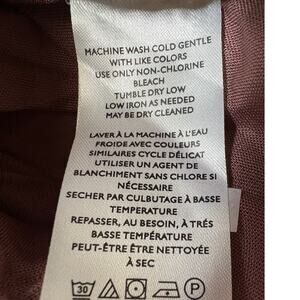 MACHINE WASH COLD GENTLE
WITH LIKE COLORS
USE ONLY NON-CHLORINE
BLEACH
TUMBLE DRY LOW
LOW IRON AS NEEDED
MAY BE DRY CLEANED
LAVER À LA MACHINE À L'EAU
FROIDE AVEC COULEURS
SIMILAIRES CYCLE DÉLICAT
UTILISER UN AGENT DE
BLANCHIMENT SANS CHLORE SI
NÉCESSAIRE
SECHER PAR CULBUTAGE À BASSE
TEMPERATURE
REPASSER, AU BESOIN, À TRÉS
BASSE TEMPÉRATURE
PEUT-ÊTRE ÊTRE NETTOYÉE
À SEC
30 P